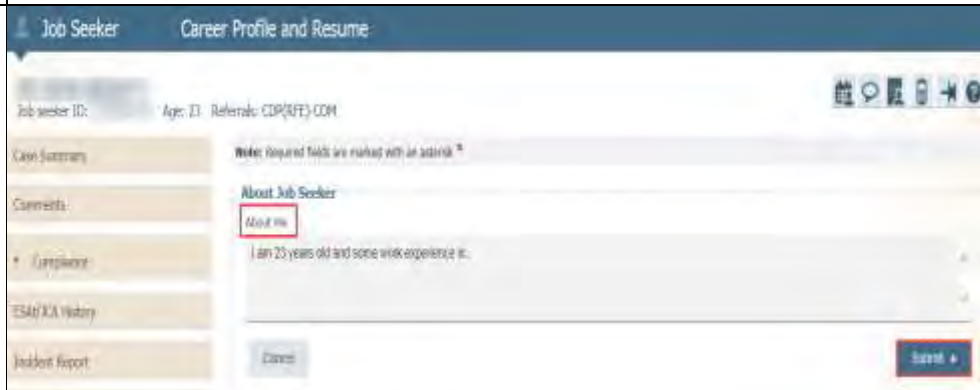 Job Seeker Career Profile and Resume
Job seeker ID: Age: 23 Referrals: CDP(RFE)-COM
Case Summary
Note: Required fields are marked with an asterisk *
Comments
About Job Seeker
About me
I am 23 years old and some work experience in.
Compliance
ESAt/JCA History
Incident Report
Cancel
Submit